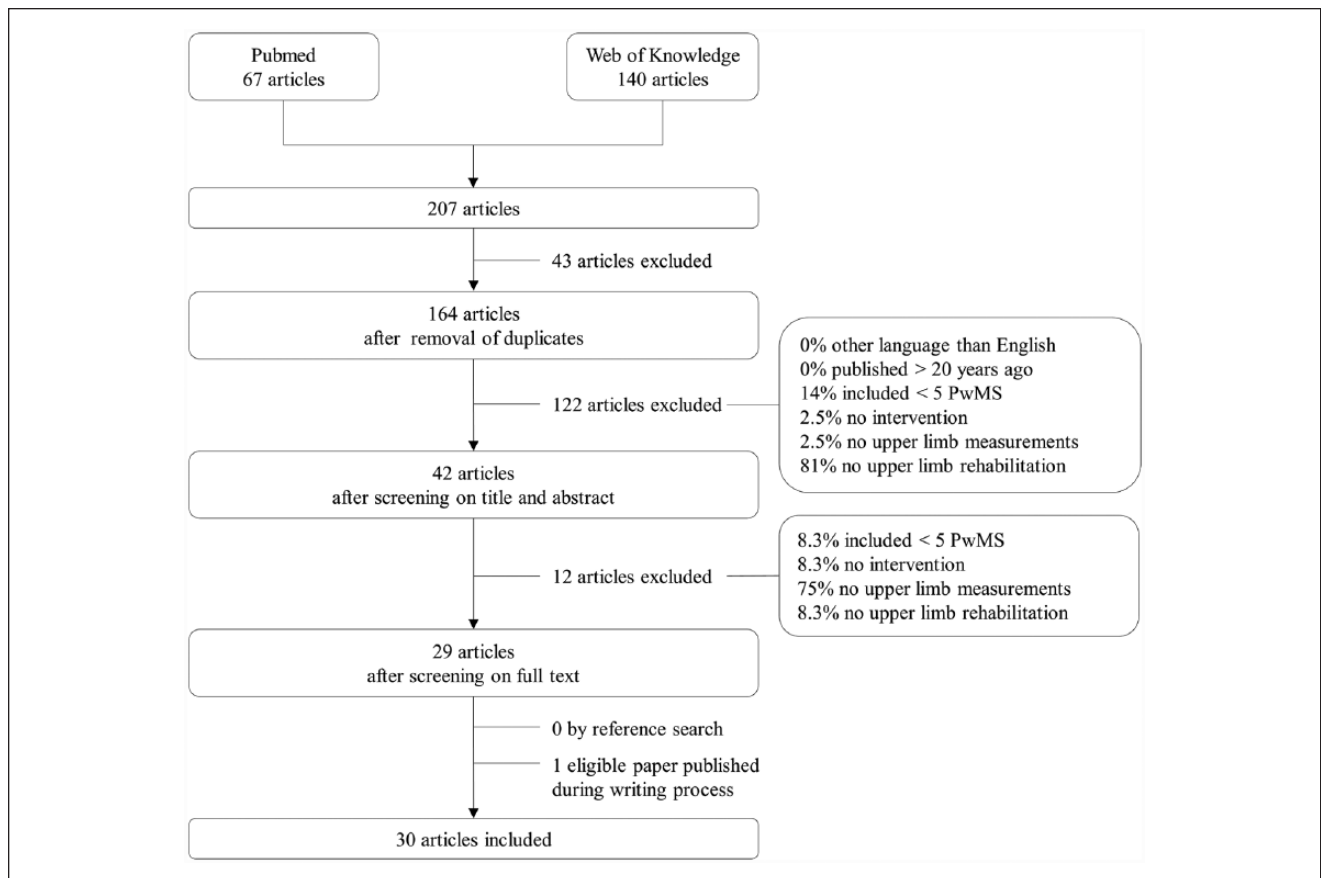 Pubmed
67 articles
Web of Knowledge
140 articles
207 articles
43 articles excluded
164 articles
after removal of duplicates
122 articles excluded
0% other language than English
0% published > 20 years ago
14% included < 5 PwMS
2.5% no intervention
2.5% no upper limb measurements
81% no upper limb rehabilitation
42 articles
after screening on title and abstract
12 articles excluded
8.3% included < 5 PwMS
8.3% no intervention
75% no upper limb measurements
8.3% no upper limb rehabilitation
29 articles
after screening on full text
0 by reference search
1 eligible paper published
during writing process
30 articles included